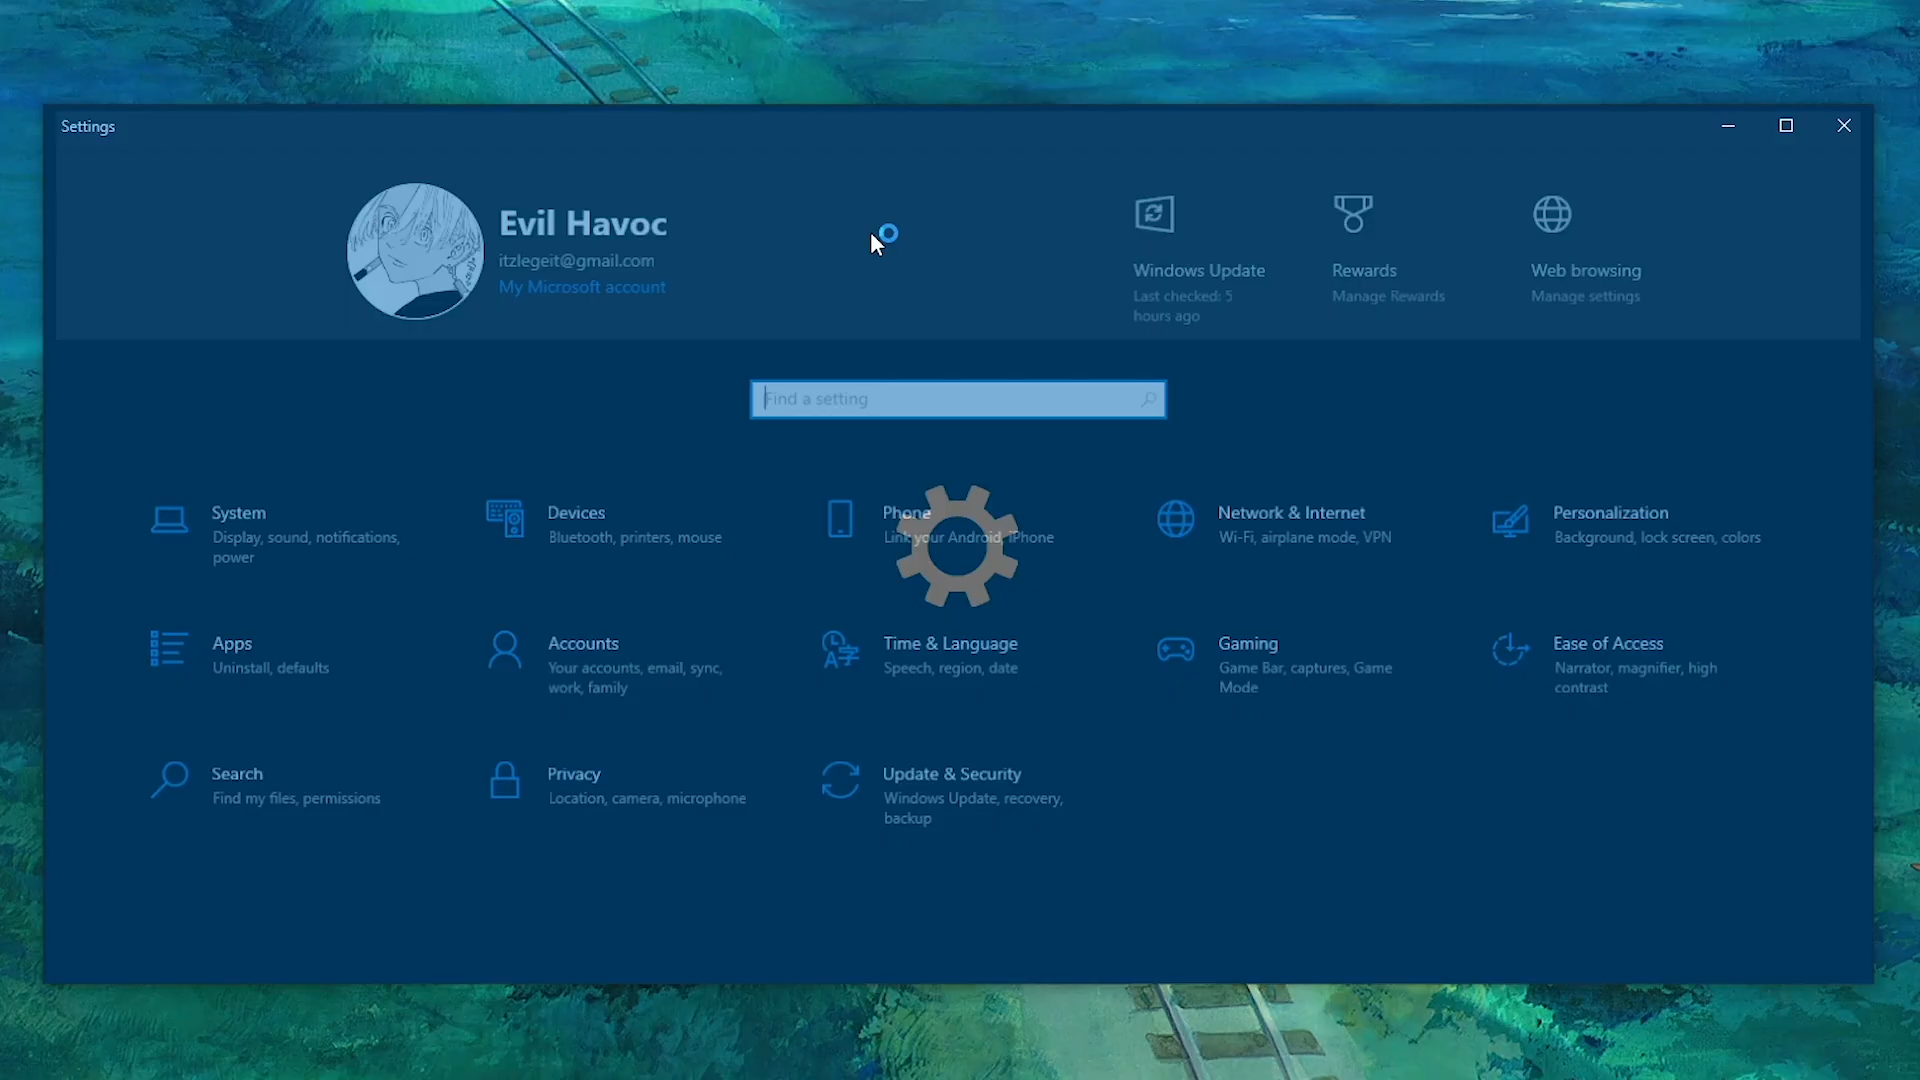 Settings
Evil Havoc
itzlegeit@gmail.com
My Microsoft account
Windows Update
Last checked: 5
hours ago
Rewards
Manage Rewards
Web browsing
Manage settings
Find a setting
System
Display, sound, notifications,
power
Devices
Bluetooth, printers, mouse
Phone
Link your Android, iPhone
Network & Internet
Wi-Fi, airplane mode, VPN
Personalization
Background, lock screen, colors
Apps
Uninstall, defaults
Accounts
Your accounts, email, sync,
work, family
Time & Language
Speech, region, date
Gaming
Game Bar, captures, Game
Mode
Ease of Access
Narrator, magnifier, high
contrast
Search
Find my files, permissions
Privacy
Location, camera, microphone
Update & Security
Windows Update, recovery,
backup